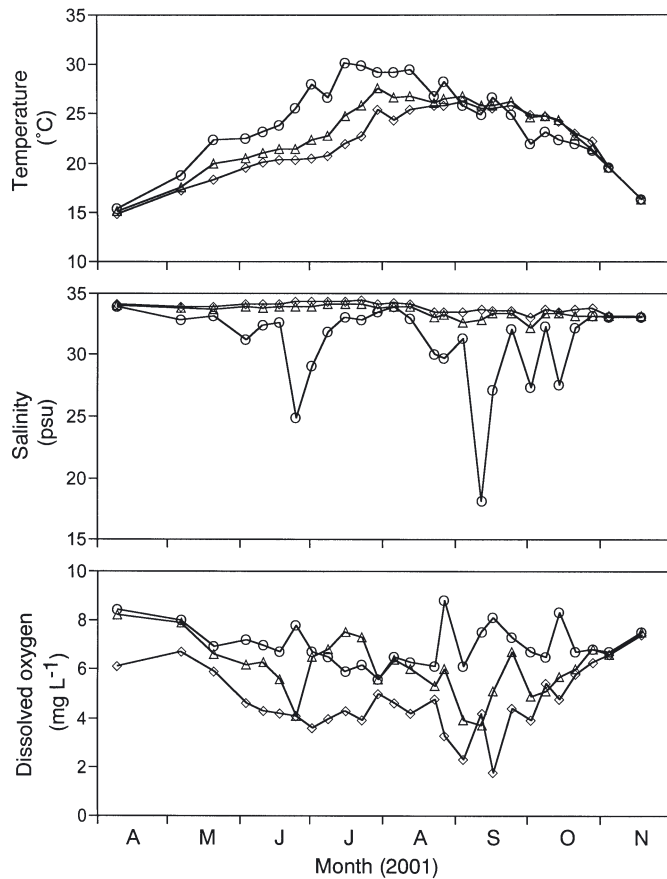 35
30
25
20
15
10
Temperature
(°C)
35
30
25
20
15
Salinity
(psu)
10
8
6
4
2
0
Dissolved oxygen
(mg L-1)
A M J J A S O N
Month (2001)